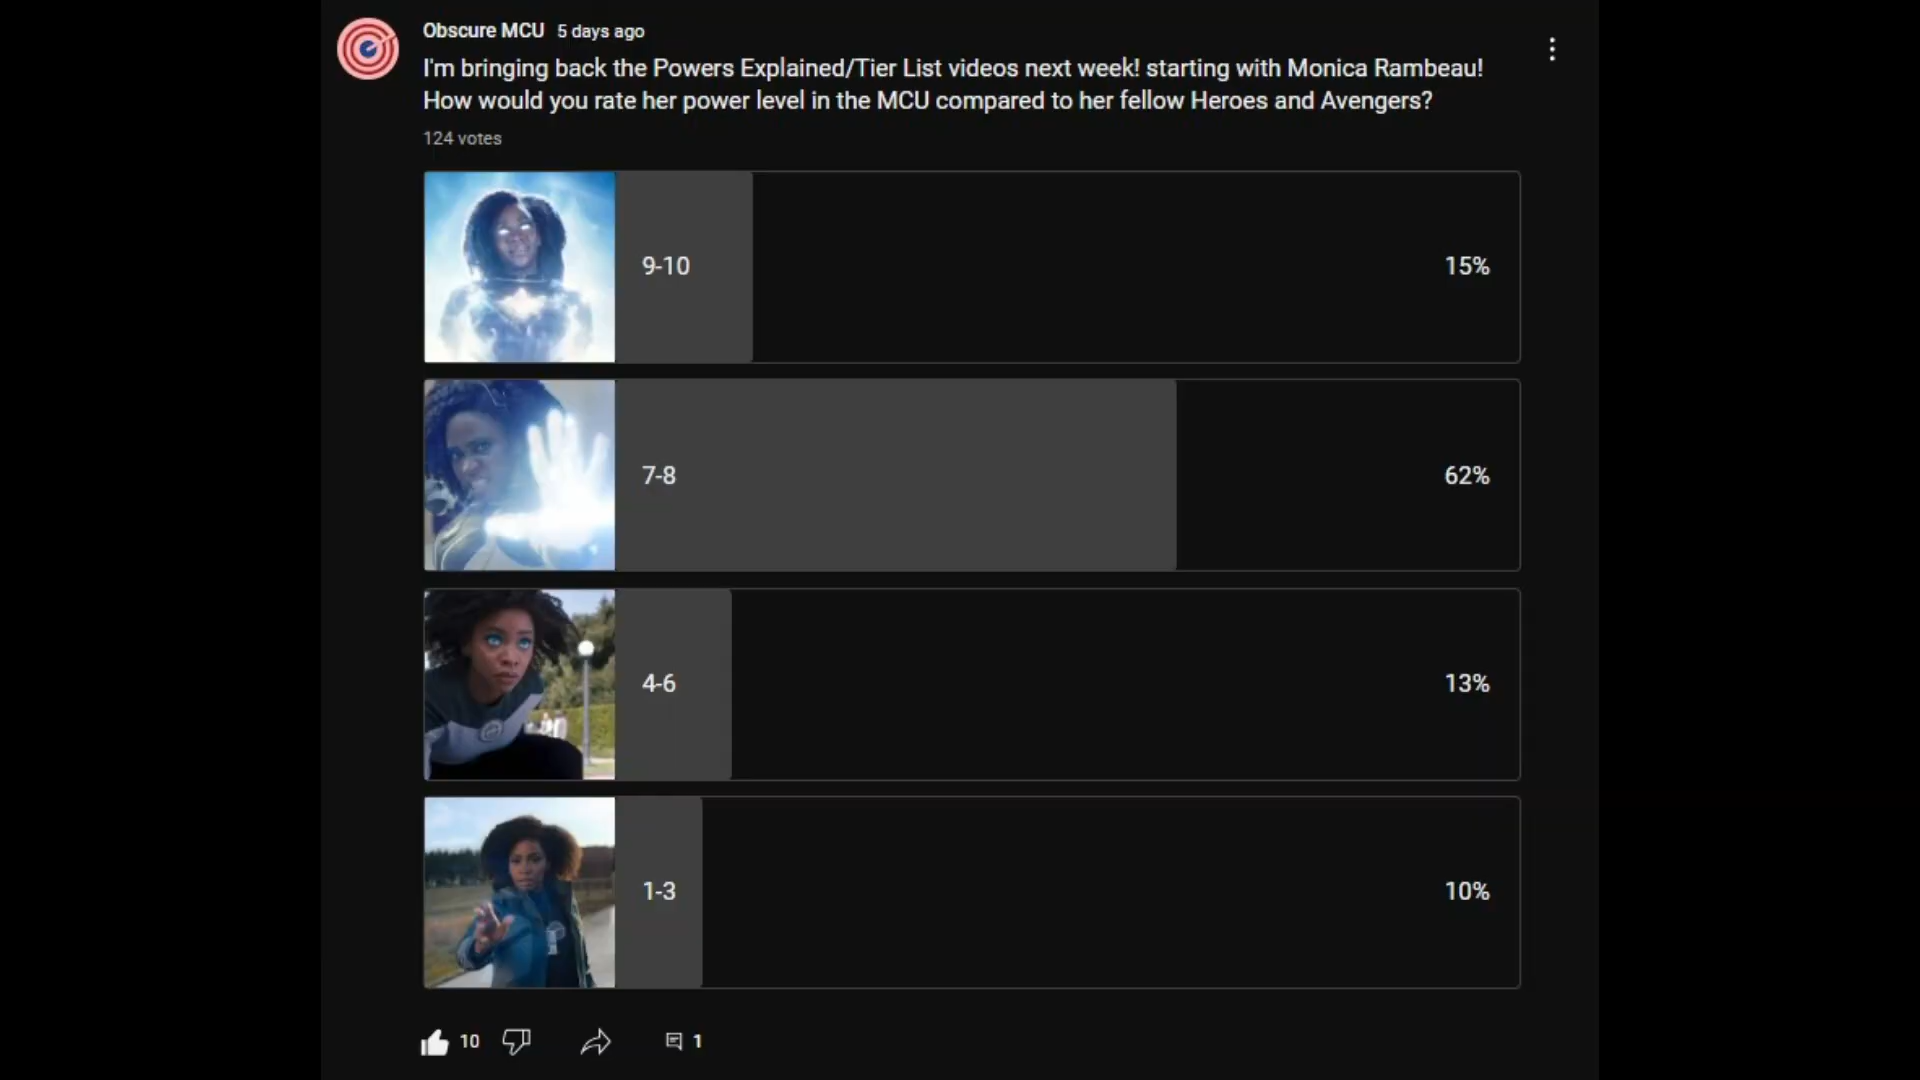 Obscure MCU 5 days ago
I'm bringing back the Powers Explained/Tier List videos next week! starting with Monica Rambeau!
How would you rate her power level in the MCU compared to her fellow Heroes and Avengers?
124 votes
9-10 15%
7-8 62%
4-6 13%
1-3 10%
10 1